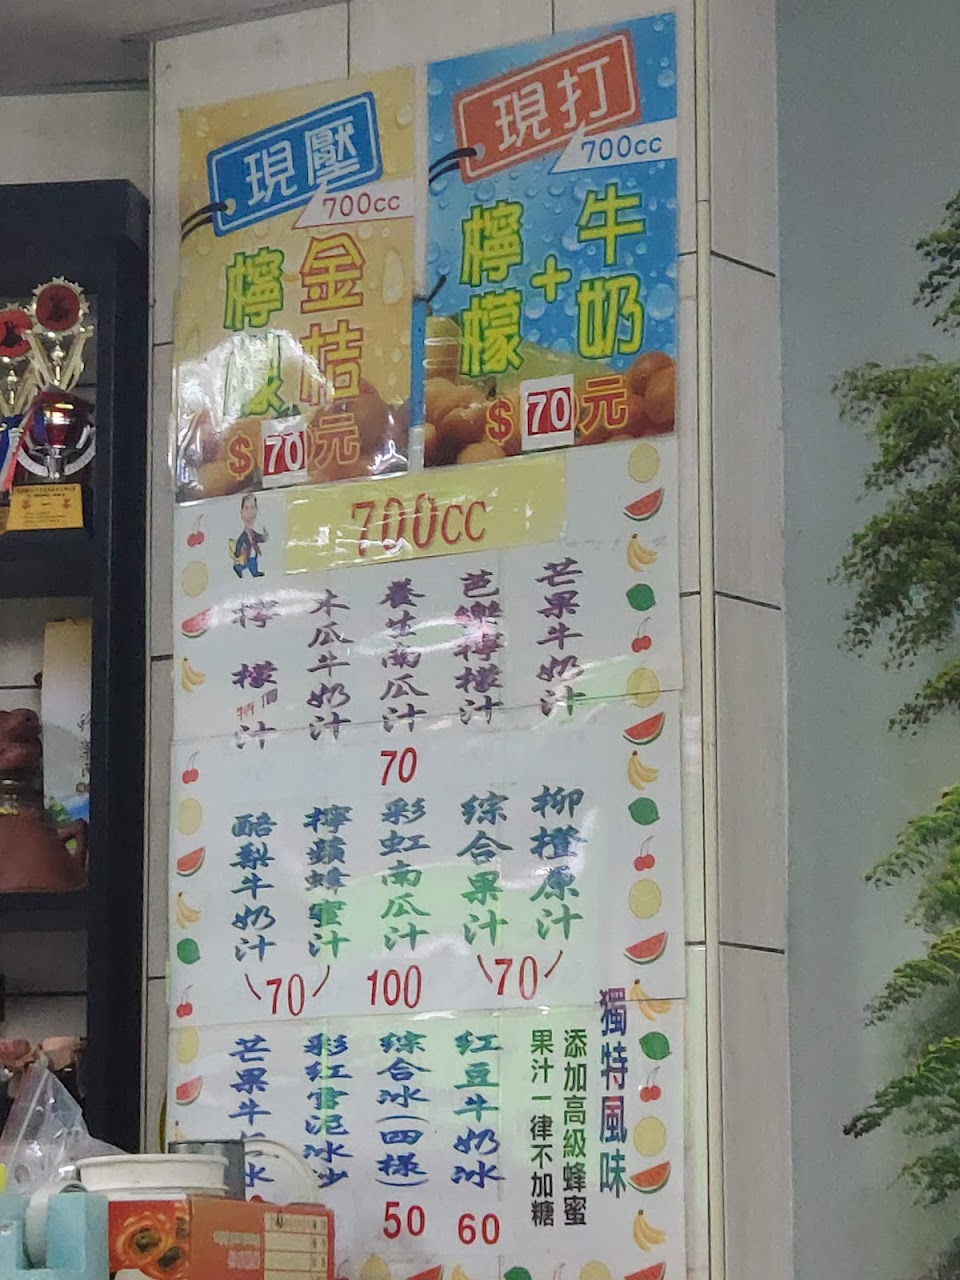 現壓
700cc
金桔
檸檬
$70元
現打
700cc
牛奶
+
檸檬
$70元
700cc
芒果牛奶汁
芭樂檸檬汁
養生南瓜汁
木瓜牛奶汁
檸檬汁
特個
70
柳橙原汁
綜合果汁
彩虹南瓜汁
檸蘋蜂蜜汁
酪梨牛奶汁
70
100
70
獨特風味
添加高級蜂蜜
果汁一律不加糖
紅豆牛奶冰
綜合冰(四樣)
彩紅雪泥冰沙
芒果牛
冰
60
50